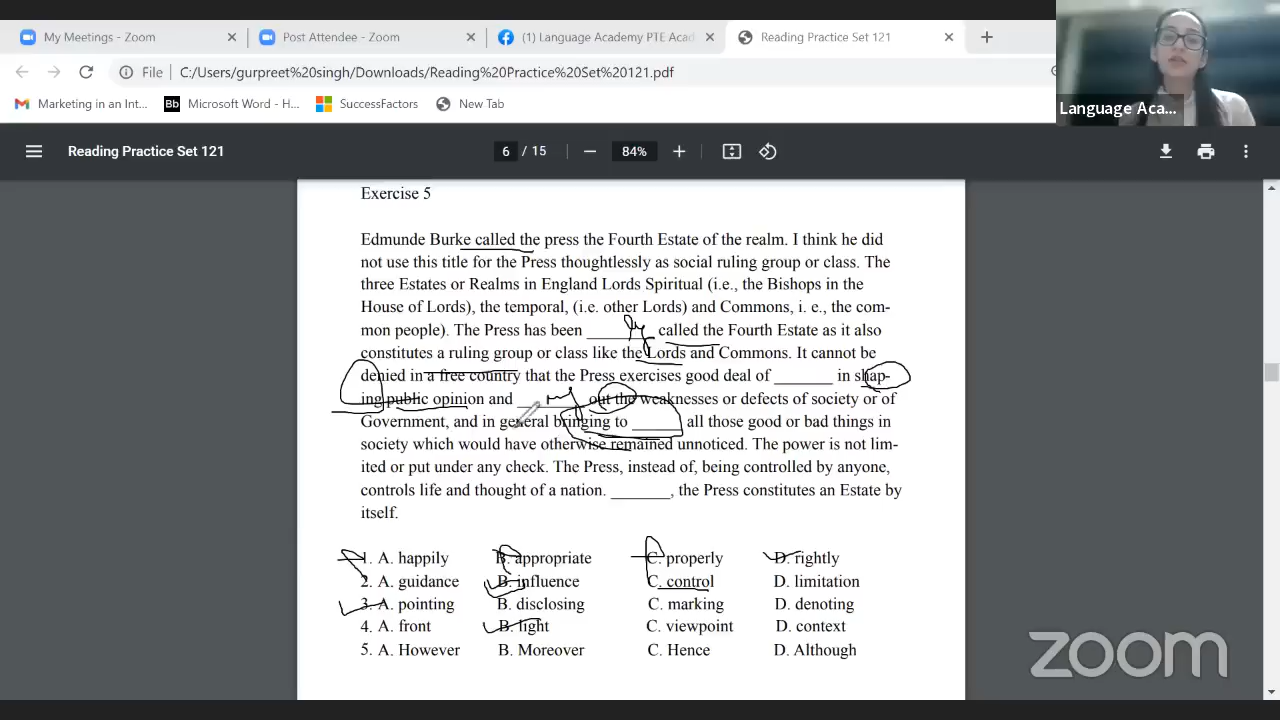 My Meetings - Zoom
Post Attendee - Zoom
(1) Language Academy PTE Acad
Reading Practice Set 121
File
C:/Users/gurpreet%20singh/Downloads/Reading%20Practice%20Set%20121.pdf
Marketing in an Int...
Bb Microsoft Word - H...
SuccessFactors
New Tab
Language Aca...
Reading Practice Set 121
6 / 15
84%
Exercise 5
Edmunde Burke called the press the Fourth Estate of the realm. I think he did
not use this title for the Press thoughtlessly as social ruling group or class. The
three Estates or Realms in England Lords Spiritual (i.e., the Bishops in the
House of Lords), the temporal, (i.e. other Lords) and Commons, i. e., the com-
mon people). The Press has been _______ ly called the Fourth Estate as it also
constitutes a ruling group or class like the Lords and Commons. It cannot be
denied in a free country that the Press exercises good deal of _______ in shap-
ing public opinion and _______ out the weaknesses or defects of society or of
Government, and in general bringing to _______ all those good or bad things in
society which would have otherwise remained unnoticed. The power is not lim-
ited or put under any check. The Press, instead of, being controlled by anyone,
controls life and thought of a nation. _______, the Press constitutes an Estate by
itself.
1. A. happily B. appropriate C. properly D. rightly
2. A. guidance B. influence C. control D. limitation
3. A. pointing B. disclosing C. marking D. denoting
4. A. front B. light C. viewpoint D. context
5. A. However B. Moreover C. Hence D. Although
zoom